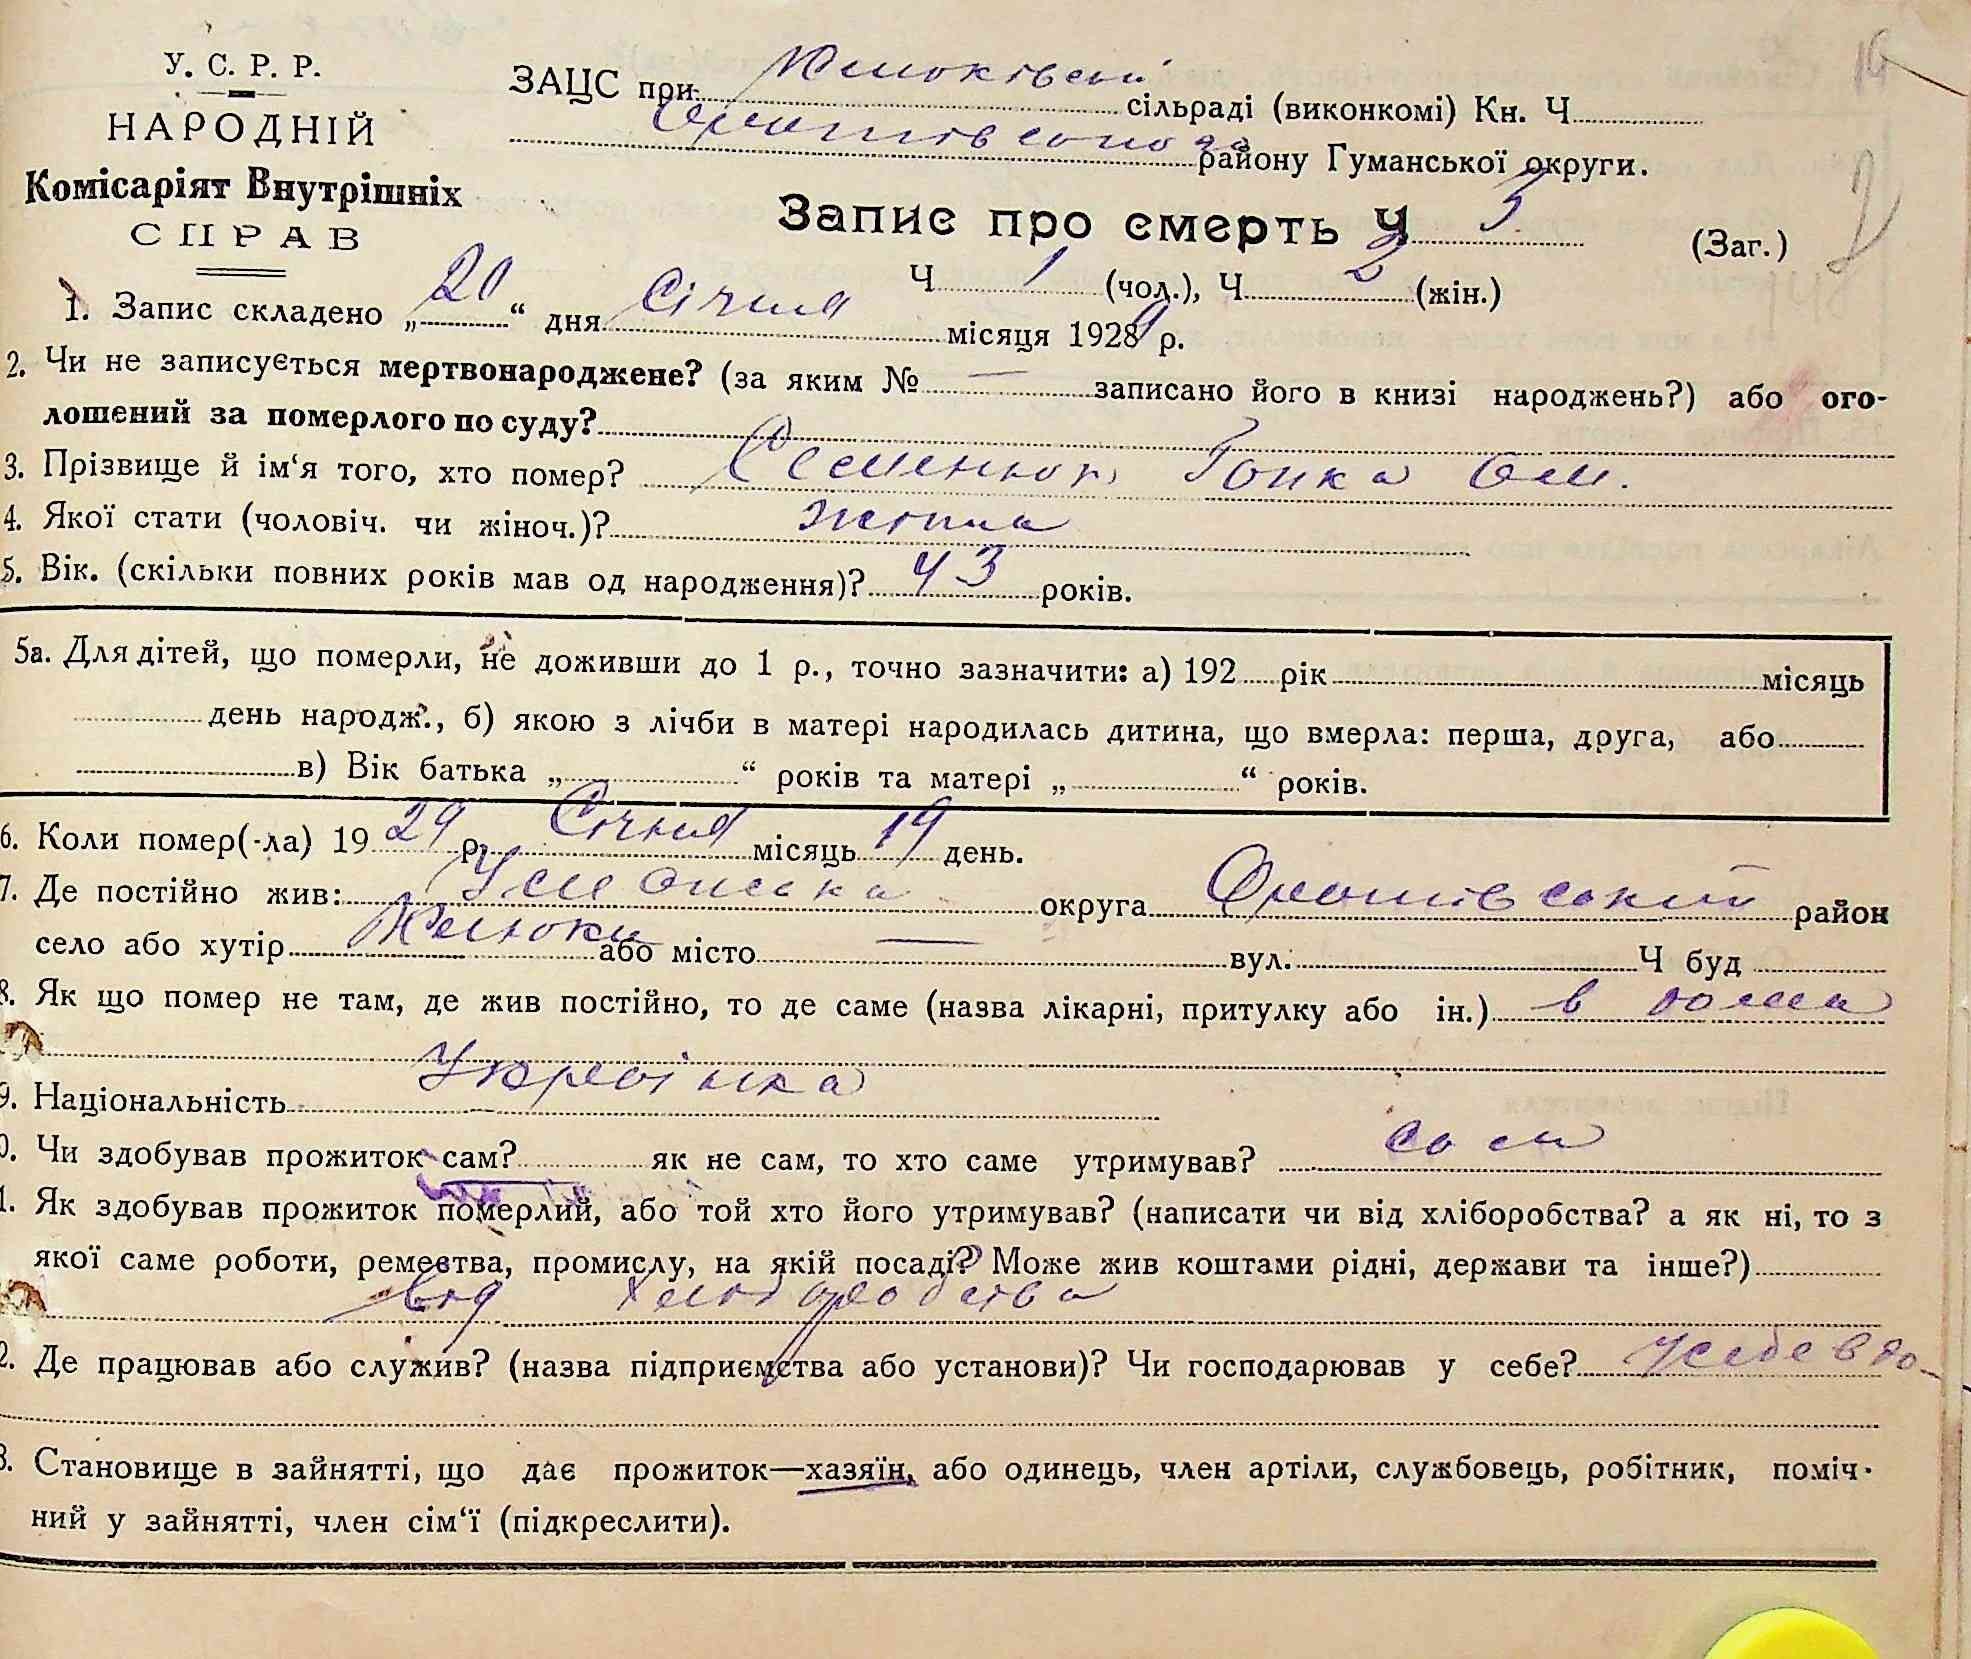 У. С. Р. Р.
НАРОДНІЙ
Комісаріят Внутрішніх
СПРАВ
ЗАЦС при сільраді (виконкомі) Кн. Ч
району Гуманської округи.
Запис про смерть Ч 3 (Заг.)
Ч 1 (чол.), Ч 2 (жін.)
1. Запис складено „20“ дня Січня місяця 1929 р.
2. Чи не записується мертвонароджене? (за яким № — записано його в книзі народжень?) або ого-
лошений за померлого по суду?
3. Прізвище й ім‘я того, хто помер? Семенюк
4. Якої стати (чоловіч. чи жіноч.)? жіноча
5. Вік. (скільки повних років мав од народження)? 43 років.
5а. Для дітей, що померли, не доживши до 1 р., точно зазначити: а) 192 рік місяць
день народж., б) якою з лічби в матері народилась дитина, що вмерла: перша, друга, або
в) Вік батька „ “ років та матері „ “ років.
6. Коли помер(-ла) 1929 р. Січня місяць 19 день.
7. Де постійно жив: Уманська округа район
село або хутір або місто — вул. Ч буд
8. Як що помер не там, де жив постійно, то де саме (назва лікарні, притулку або ін.) в дома
9. Національність Українка
0. Чи здобував прожиток сам? як не сам, то хто саме утримував? сам
1. Як здобував прожиток померлий, або той хто його утримував? (написати чи від хліборобства? а як ні, то з
якої саме роботи, ремества, промислу, на якій посаді? Може жив коштами рідні, держави та інше?)
від хліборобства
2. Де працював або служив? (назва підприємства або установи)? Чи господарював у себе? у себе вдо-
3. Становище в зайнятті, що дає прожиток—хазяїн, або одинець, член артіли, службовець, робітник, поміч-
ний у зайнятті, член сім‘ї (підкреслити).